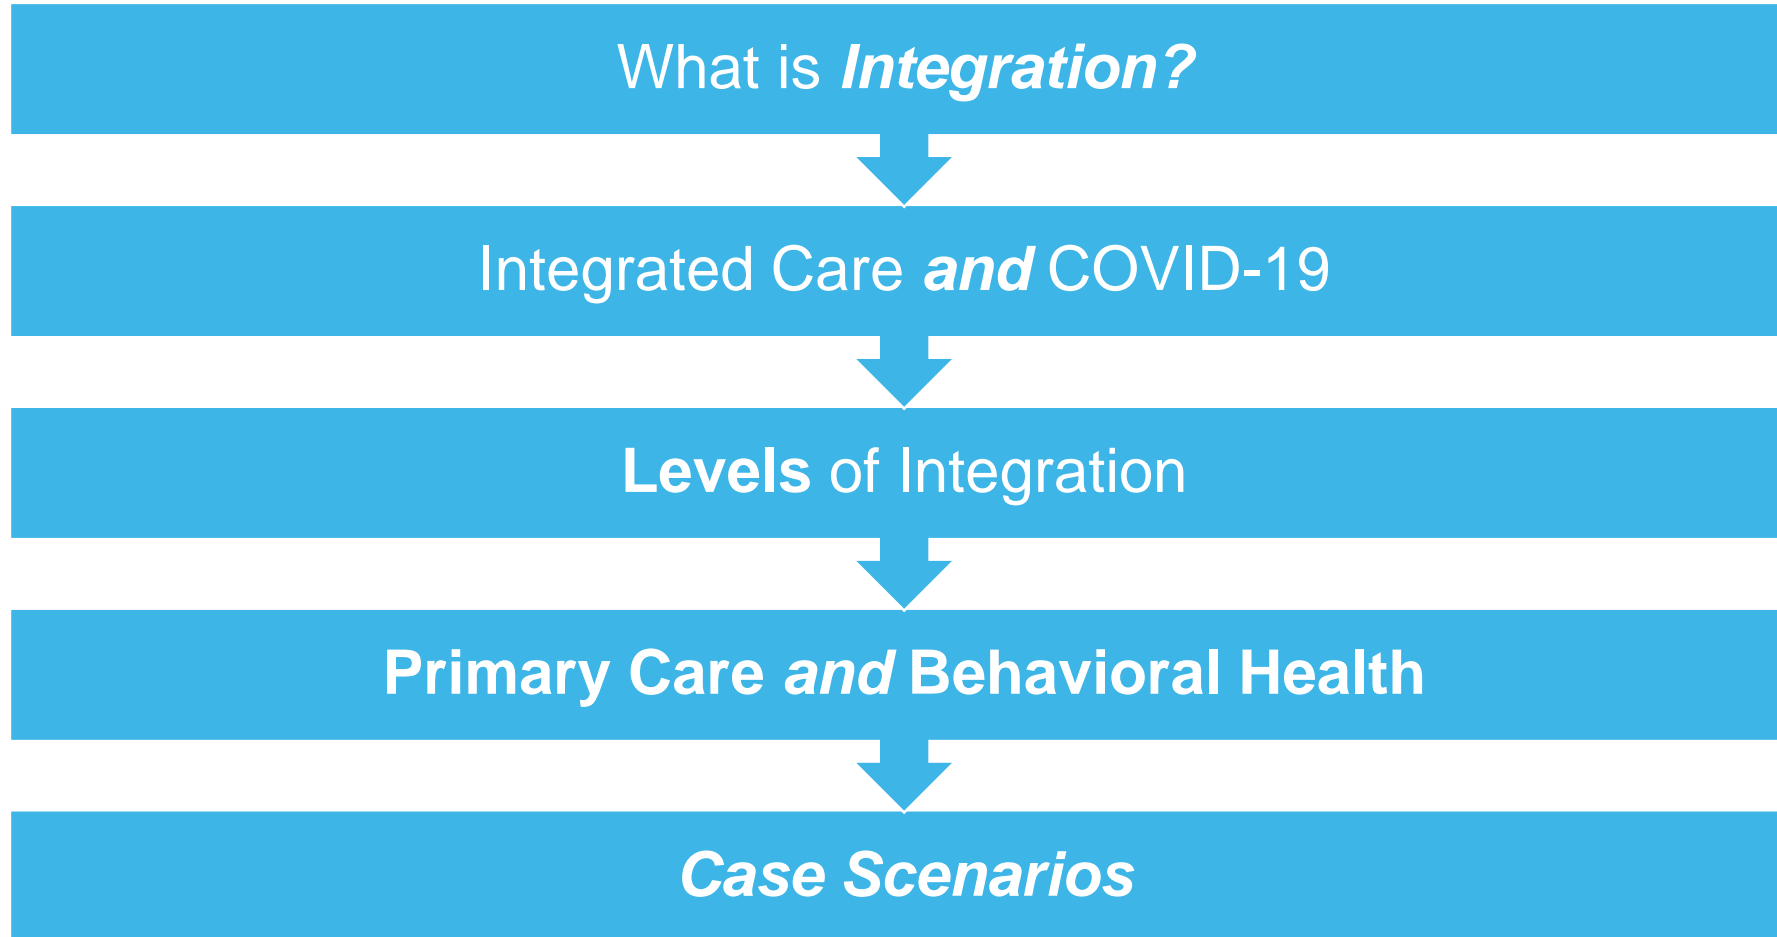 What is Integration?
Integrated Care and COVID-19
Levels of Integration
Primary Care and Behavioral Health
Case Scenarios